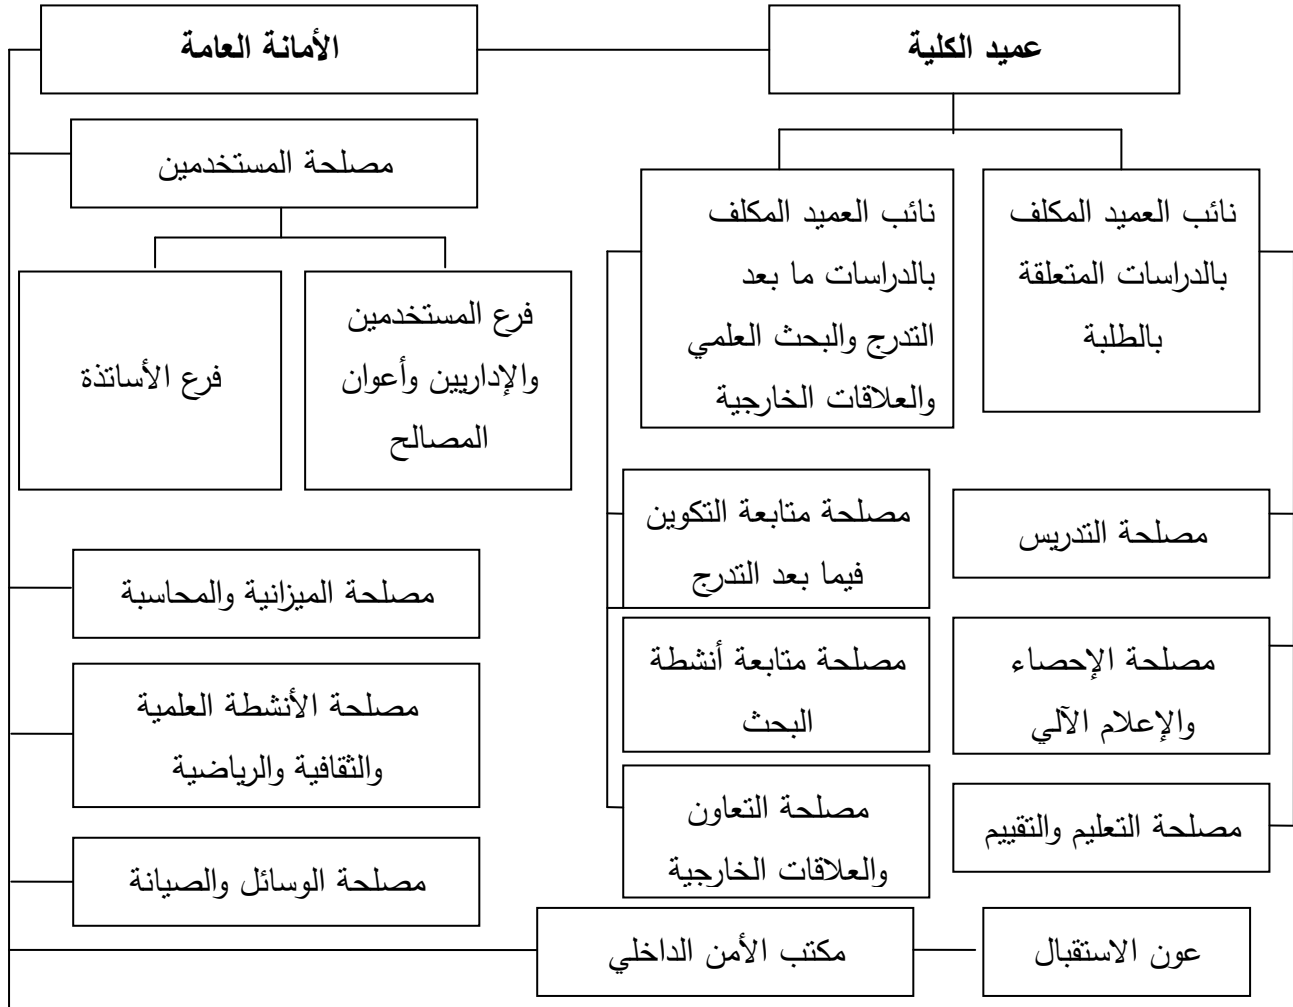 عميد الكلية
الأمانة العامة
مصلحة المستخدمين
نائب العميد المكلف
بالدراسات المتعلقة
بالطلبة
نائب العميد المكلف
بالدراسات ما بعد
التدرج والبحث العلمي
والعلاقات الخارجية
فرع المستخدمين
والإداريين وأعوان
المصالح
فرع الأساتذة
مصلحة التدريس
مصلحة متابعة التكوين
فيما بعد التدرج
مصلحة الميزانية والمحاسبة
مصلحة الإحصاء
والإعلام الآلي
مصلحة متابعة أنشطة
البحث
مصلحة الأنشطة العلمية
والثقافية والرياضية
مصلحة التعليم والتقييم
مصلحة التعاون
والعلاقات الخارجية
مصلحة الوسائل والصيانة
عون الاستقبال
مكتب الأمن الداخلي